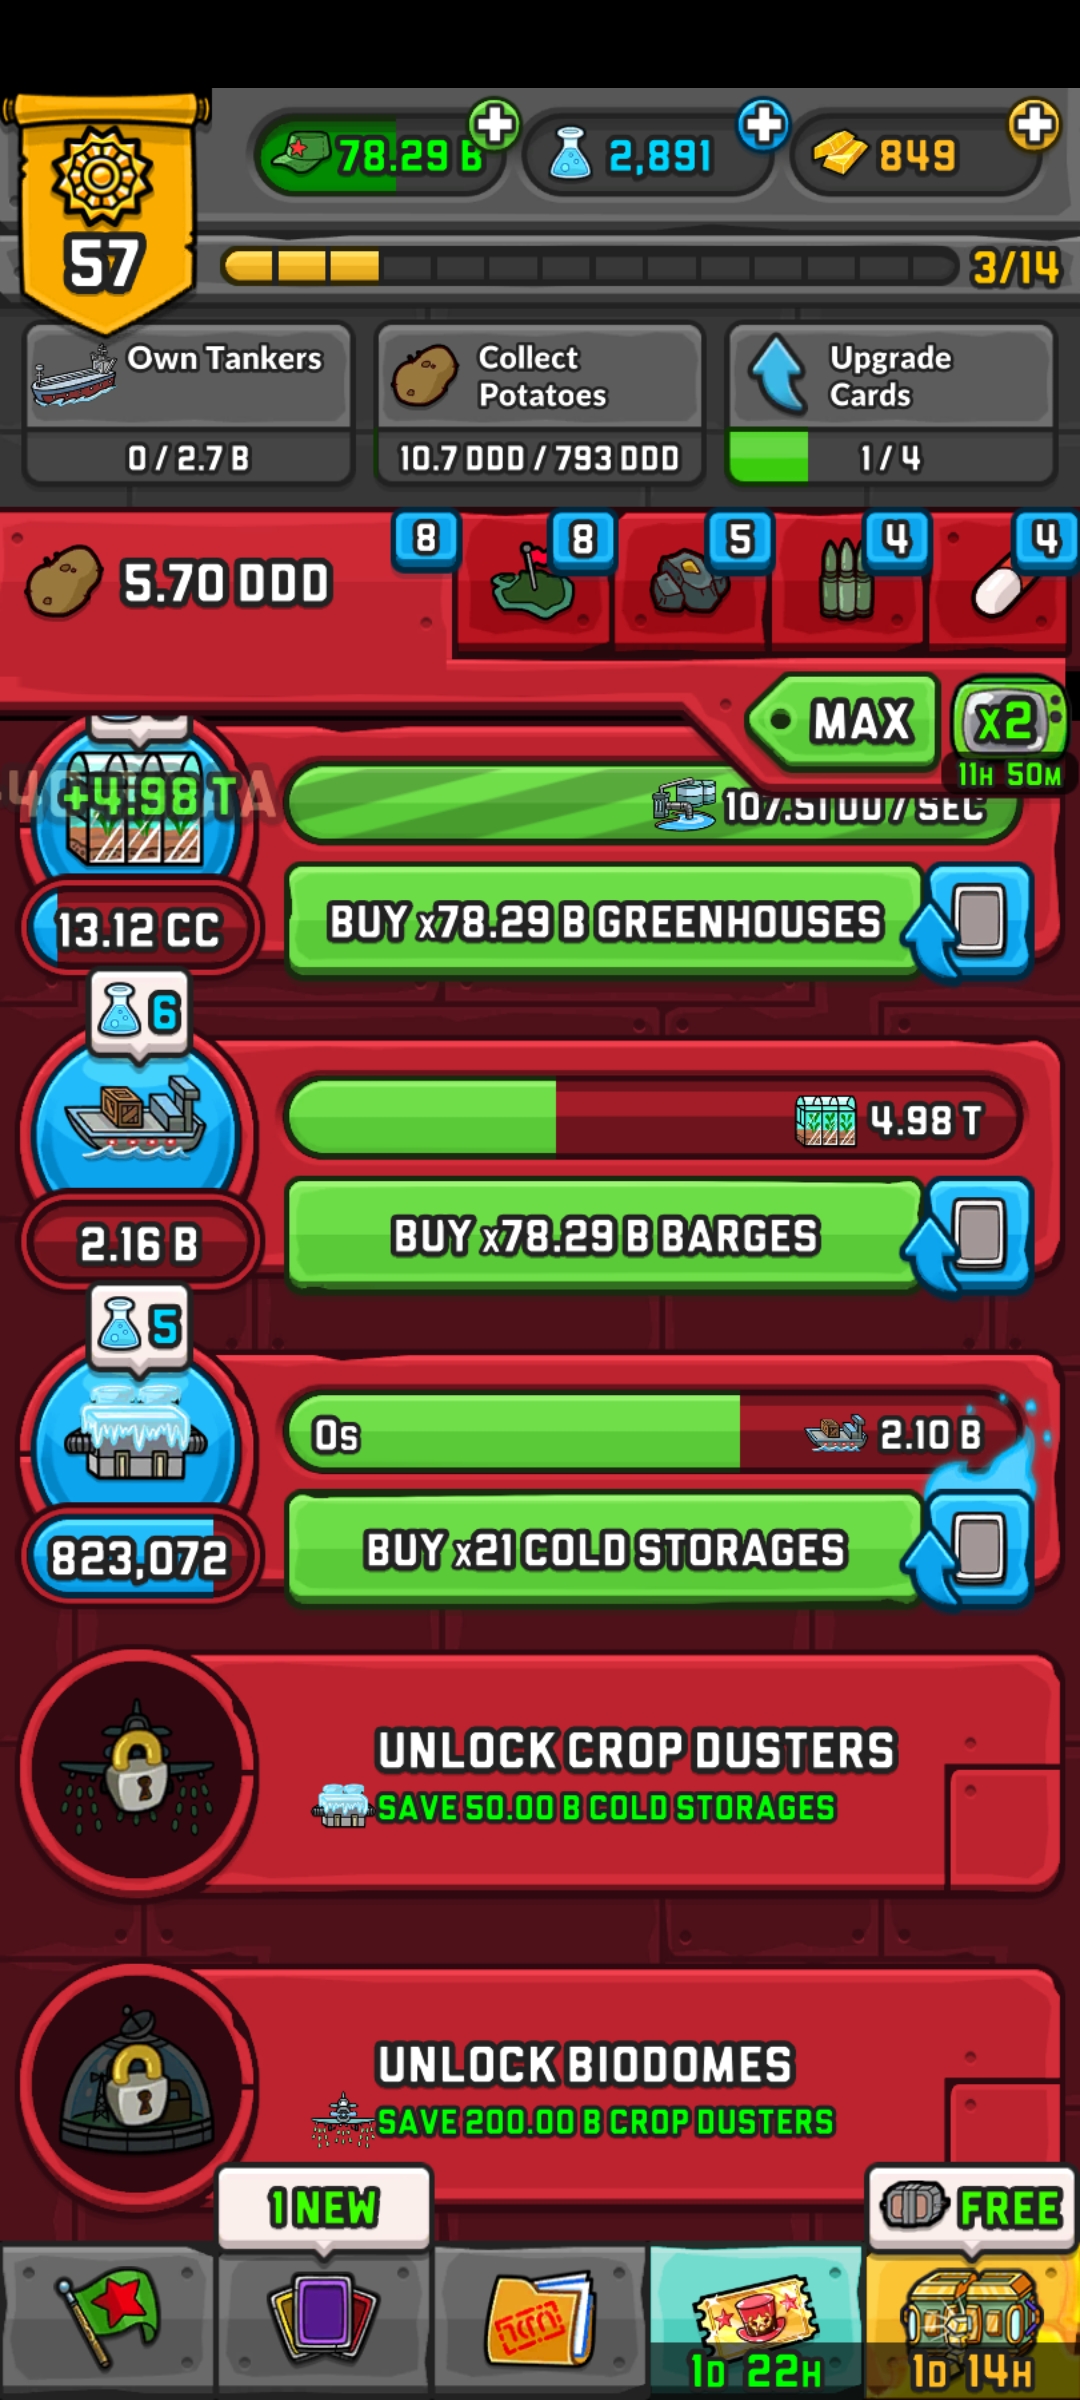 78.29 B
2,891
849
57
3/14
Own Tankers
0 / 2.7 B
Collect
Potatoes
10.7 DDD / 793 DDD
Upgrade
Cards
1 / 4
5.70 DDD
8
8
5
4
4
MAX
x2
11H 50M
+4.98 T
107.51 DD / SEC
13.12 CC
BUY x78.29 B GREENHOUSES
6
4.98 T
2.16 B
BUY x78.29 B BARGES
5
0s
2.10 B
823,072
BUY x21 COLD STORAGES
UNLOCK CROP DUSTERS
SAVE 50.00 B COLD STORAGES
UNLOCK BIODOMES
SAVE 200.00 B CROP DUSTERS
1 NEW
FREE
1D 22H
1D 14H